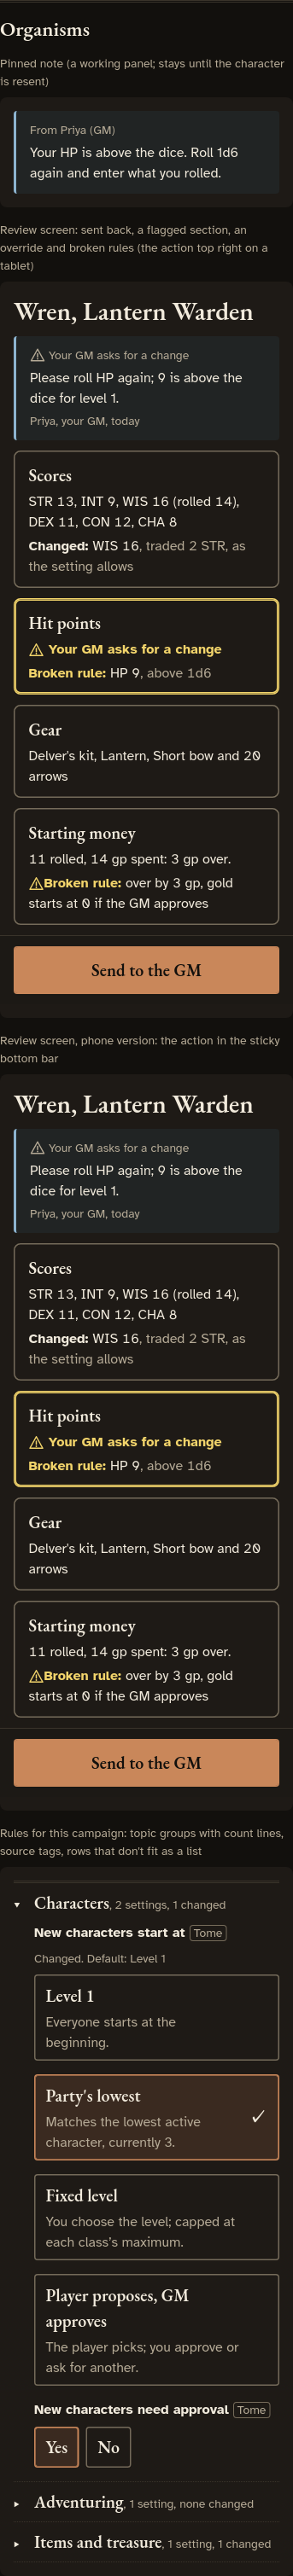 Organisms
Pinned note (a working panel; stays until the character
is resent)
From Priya (GM)
Your HP is above the dice. Roll 1d6
again and enter what you rolled.
Review screen: sent back, a flagged section, an
override and broken rules (the action top right on a
tablet)
Wren, Lantern Warden
Your GM asks for a change
Please roll HP again; 9 is above the
dice for level 1.
Priya, your GM, today
Scores
STR 13, INT 9, WIS 16 (rolled 14),
DEX 11, CON 12, CHA 8
Changed: WIS 16, traded 2 STR, as
the setting allows
Hit points
Your GM asks for a change
Broken rule: HP 9, above 1d6
Gear
Delver's kit, Lantern, Short bow and 20
arrows
Starting money
11 rolled, 14 gp spent: 3 gp over.
Broken rule: over by 3 gp, gold
starts at 0 if the GM approves
Send to the GM
Review screen, phone version: the action in the sticky
bottom bar
Wren, Lantern Warden
Your GM asks for a change
Please roll HP again; 9 is above the
dice for level 1.
Priya, your GM, today
Scores
STR 13, INT 9, WIS 16 (rolled 14),
DEX 11, CON 12, CHA 8
Changed: WIS 16, traded 2 STR, as
the setting allows
Hit points
Your GM asks for a change
Broken rule: HP 9, above 1d6
Gear
Delver's kit, Lantern, Short bow and 20
arrows
Starting money
11 rolled, 14 gp spent: 3 gp over.
Broken rule: over by 3 gp, gold
starts at 0 if the GM approves
Send to the GM
Rules for this campaign: topic groups with count lines,
source tags, rows that don't fit as a list
Characters, 2 settings, 1 changed
New characters start at Tome
Changed. Default: Level 1
Level 1
Everyone starts at the
beginning.
Party's lowest
Matches the lowest active
character, currently 3.
Fixed level
You choose the level; capped at
each class's maximum.
Player proposes, GM
approves
The player picks; you approve or
ask for another.
New characters need approval Tome
Yes No
Adventuring, 1 setting, none changed
Items and treasure, 1 setting, 1 changed